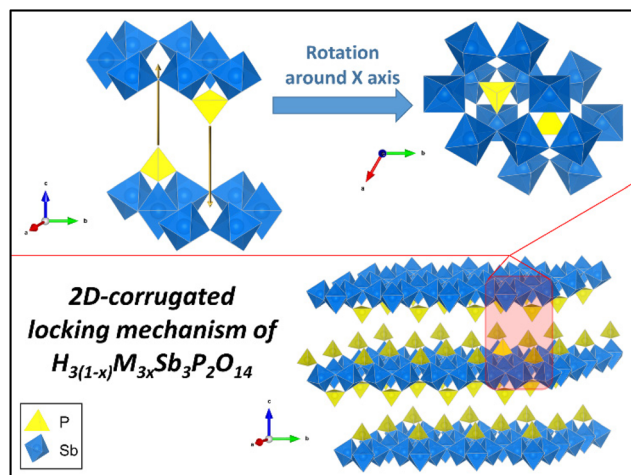 Rotation
around X axis
c
a
b
b
a
2D-corrugated
locking mechanism of
H3(1-x)M3xSb3P2O14
P
Sb
c
a
b